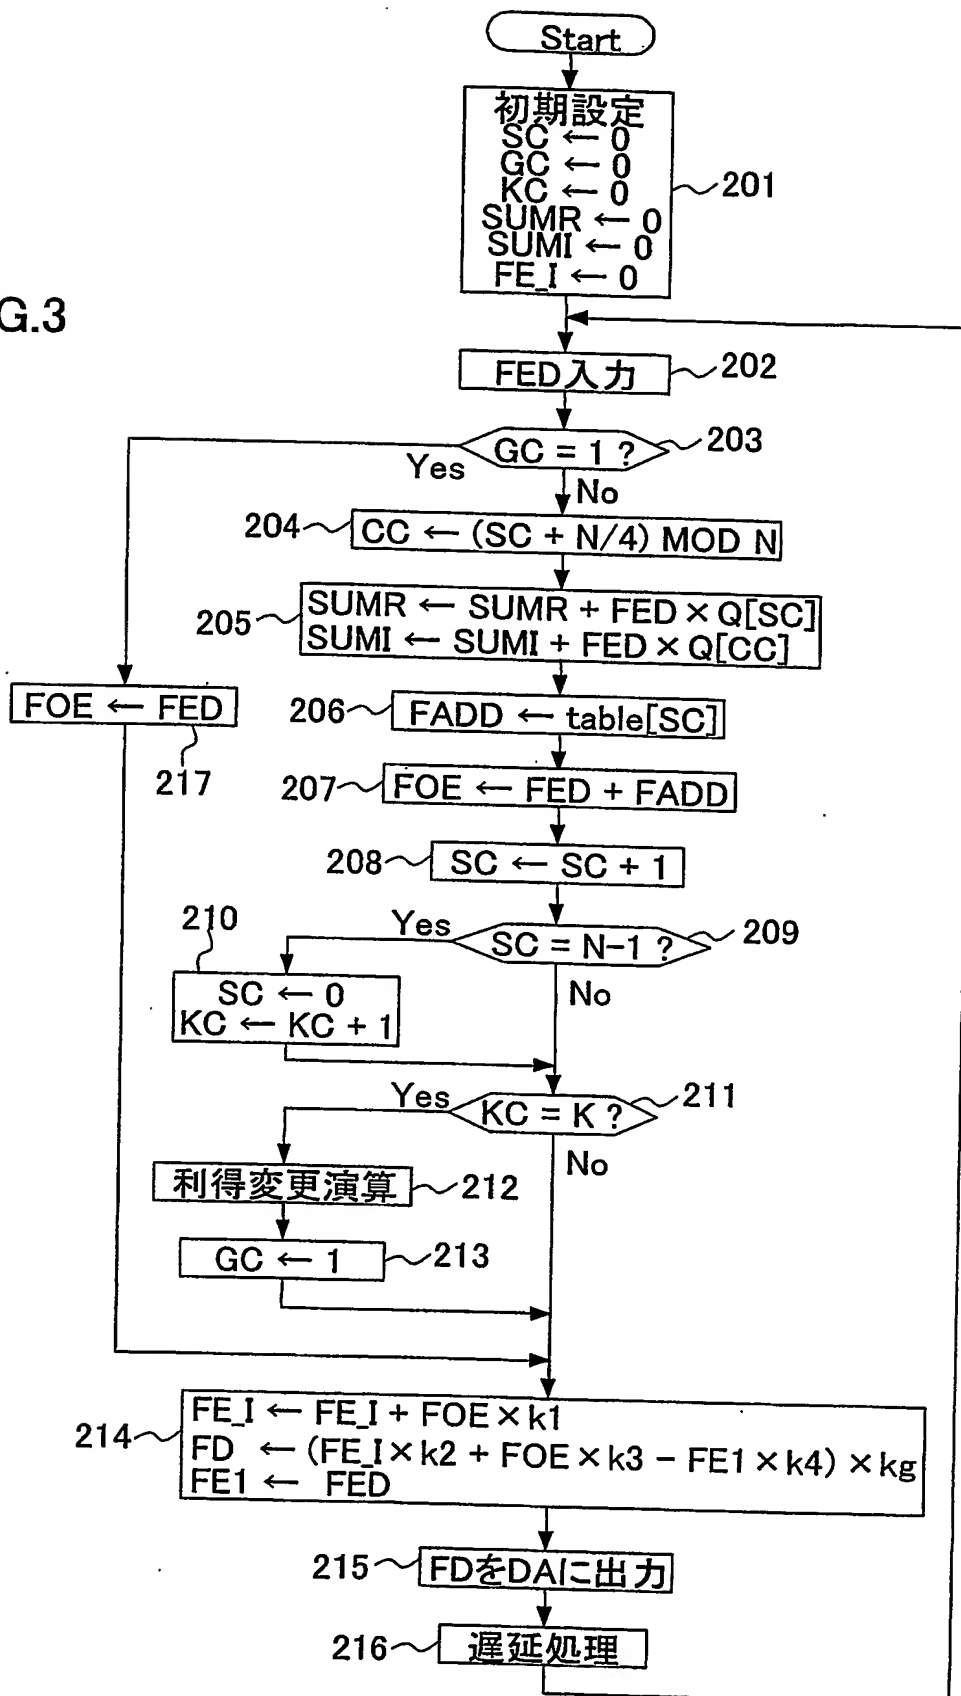 Start
初期設定
SC ← 0
GC ← 0
KC ← 0
SUMR ← 0
SUMI ← 0
FE_I ← 0
201
G.3
FED入力
202
GC = 1 ?
203
Yes
No
204
CC ← (SC + N/4) MOD N
205
SUMR ← SUMR + FED × Q[SC]
SUMI ← SUMI + FED × Q[CC]
FOE ← FED
217
206
FADD ← table[SC]
207
FOE ← FED + FADD
208
SC ← SC + 1
210
Yes
SC = N-1 ?
209
No
SC ← 0
KC ← KC + 1
Yes
KC = K ?
211
No
利得変更演算
212
GC ← 1
213
214
FE_I ← FE_I + FOE × k1
FD ← (FE_I × k2 + FOE × k3 − FE1 × k4) × kg
FE1 ← FED
215
FDをDAに出力
216
遅延処理